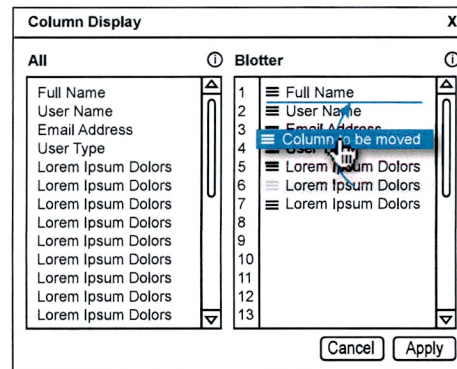 Column Display X
All
Full Name
User Name
Email Address
User Type
Lorem Ipsum Dolors
Lorem Ipsum Dolors
Lorem Ipsum Dolors
Lorem Ipsum Dolors
Lorem Ipsum Dolors
Lorem Ipsum Dolors
Lorem Ipsum Dolors
Lorem Ipsum Dolors
Lorem Ipsum Dolors
Blotter
1 Full Name
2 User Name
3 Email Address
Column to be moved
4 User
5 Lorem Ipsum Dolors
6 Lorem Ipsum Dolors
7 Lorem Ipsum Dolors
8
9
10
11
12
13
Cancel Apply